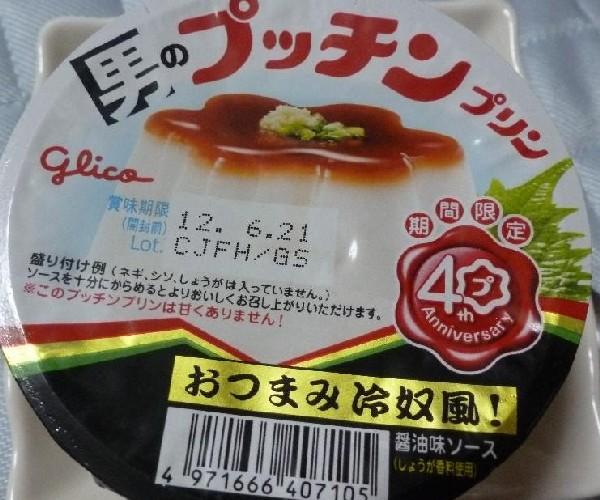 男のプッチンプリン
glico
賞味期限
(開封前) 12. 6.21
Lot. CJFH/GS
期間限定
40th
Anniversary
盛り付け例(ネギ、シソ、しょうがは入っていません。)
ソースを十分にからめるとよりおいしくお召し上がりいただけます。
※このプッチンプリンは甘くありません!
おつまみ冷奴風!
醤油味ソース
(しょうが香料使用)
4 971666 407105